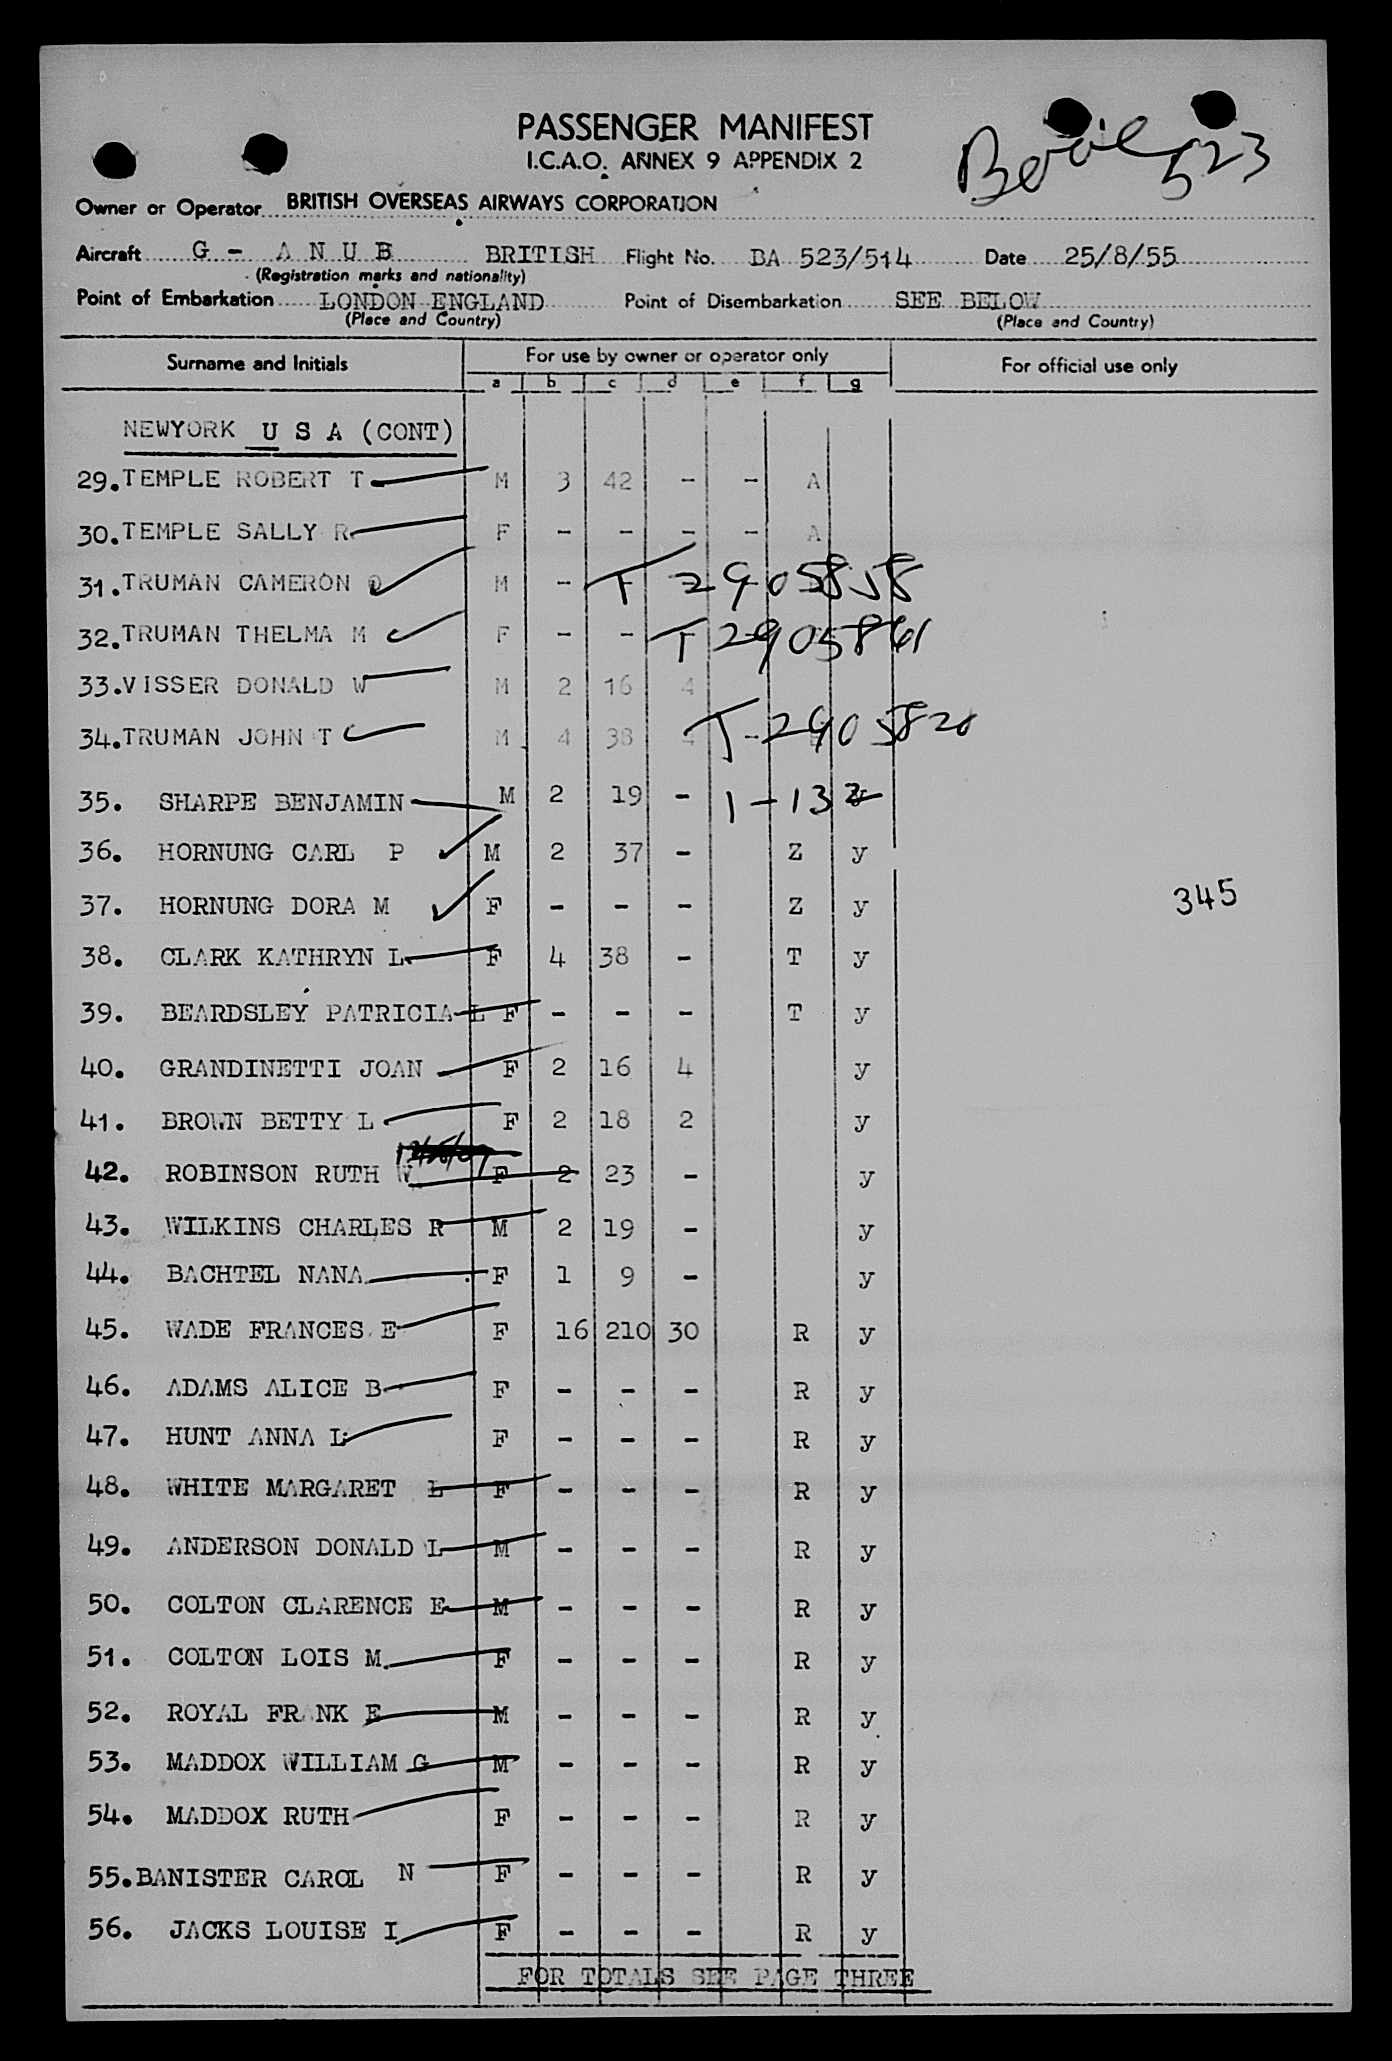 PASSENGER MANIFEST
I.C.A.O. ANNEX 9 APPENDIX 2
523
Owner or Operator BRITISH OVERSEAS AIRWAYS CORPORATION
Aircraft G - A N U B BRITISH Flight No. BA 523/514 Date 25/8/55
(Registration marks and nationality)
Point of Embarkation LONDON ENGLAND Point of Disembarkation SEE BELOW
(Place and Country) (Place and Country)
Surname and Initials For use by owner or operator only For official use only
a b c d e f g
NEWYORK U S A (CONT)
29. TEMPLE ROBERT T M 3 42 - - A
30. TEMPLE SALLY R F - - - - A
31. TRUMAN CAMERON D M - T 2905858
32. TRUMAN THELMA M F - - T 2905861
33. VISSER DONALD W M 2 16 4
34. TRUMAN JOHN T M 4 38 4 T-2905820
35. SHARPE BENJAMIN M 2 19 - 1-133
36. HORNUNG CARL P M 2 37 - Z y
37. HORNUNG DORA M F - - - Z y
345
38. CLARK KATHRYN L F 4 38 - T y
39. BEARDSLEY PATRICIA L F - - - T y
40. GRANDINETTI JOAN F 2 16 4 y
41. BROWN BETTY L F 2 18 2 y
42. ROBINSON RUTH W F 2 23 - y
43. WILKINS CHARLES R M 2 19 - y
44. BACHTEL NANA F 1 9 - y
45. WADE FRANCES E F 16 210 30 R y
46. ADAMS ALICE B F - - - R y
47. HUNT ANNA L F - - - R y
48. WHITE MARGARET L F - - - R y
49. ANDERSON DONALD L M - - - R y
50. COLTON CLARENCE E M - - - R y
51. COLTON LOIS M F - - - R y
52. ROYAL FRANK E M - - - R y
53. MADDOX WILLIAM G M - - - R y
54. MADDOX RUTH F - - - R y
55. BANISTER CAROL N F - - - R y
56. JACKS LOUISE I F - - - R y
FOR TOTALS SEE PAGE THREE